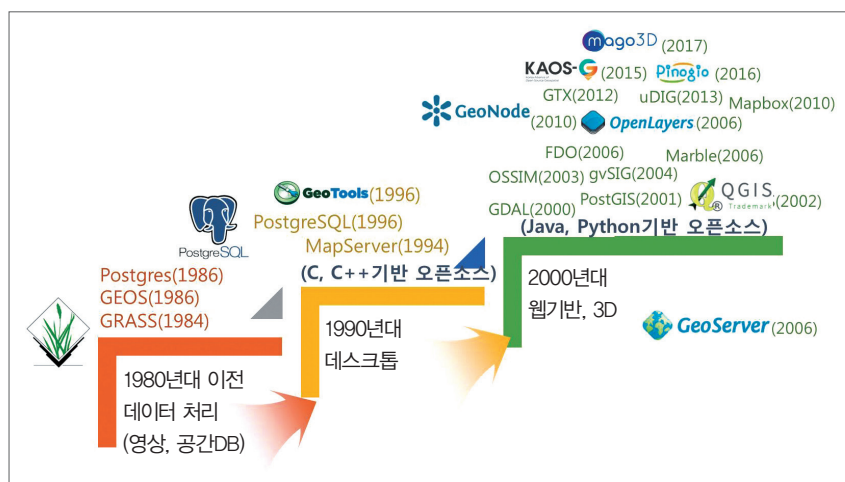 mago3D (2017)
KAOS-G (2015) Pinogio (2016)
GTX(2012) uDIG(2013) Mapbox(2010)
GeoNode (2010) OpenLayers (2006)
FDO(2006) Marble(2006)
OSSIM(2003) gvSIG(2004)
GDAL(2000) PostGIS(2001) QGIS Trademark (2002)
(Java, Python기반 오픈소스)
2000년대
웹기반, 3D
GeoServer (2006)
GeoTools(1996)
PostgreSQL
PostgreSQL(1996)
MapServer(1994)
(C, C++기반 오픈소스)
1990년대
데스크톱
Postgres(1986)
GEOS(1986)
GRASS(1984)
1980년대 이전
데이터 처리
(영상, 공간DB)